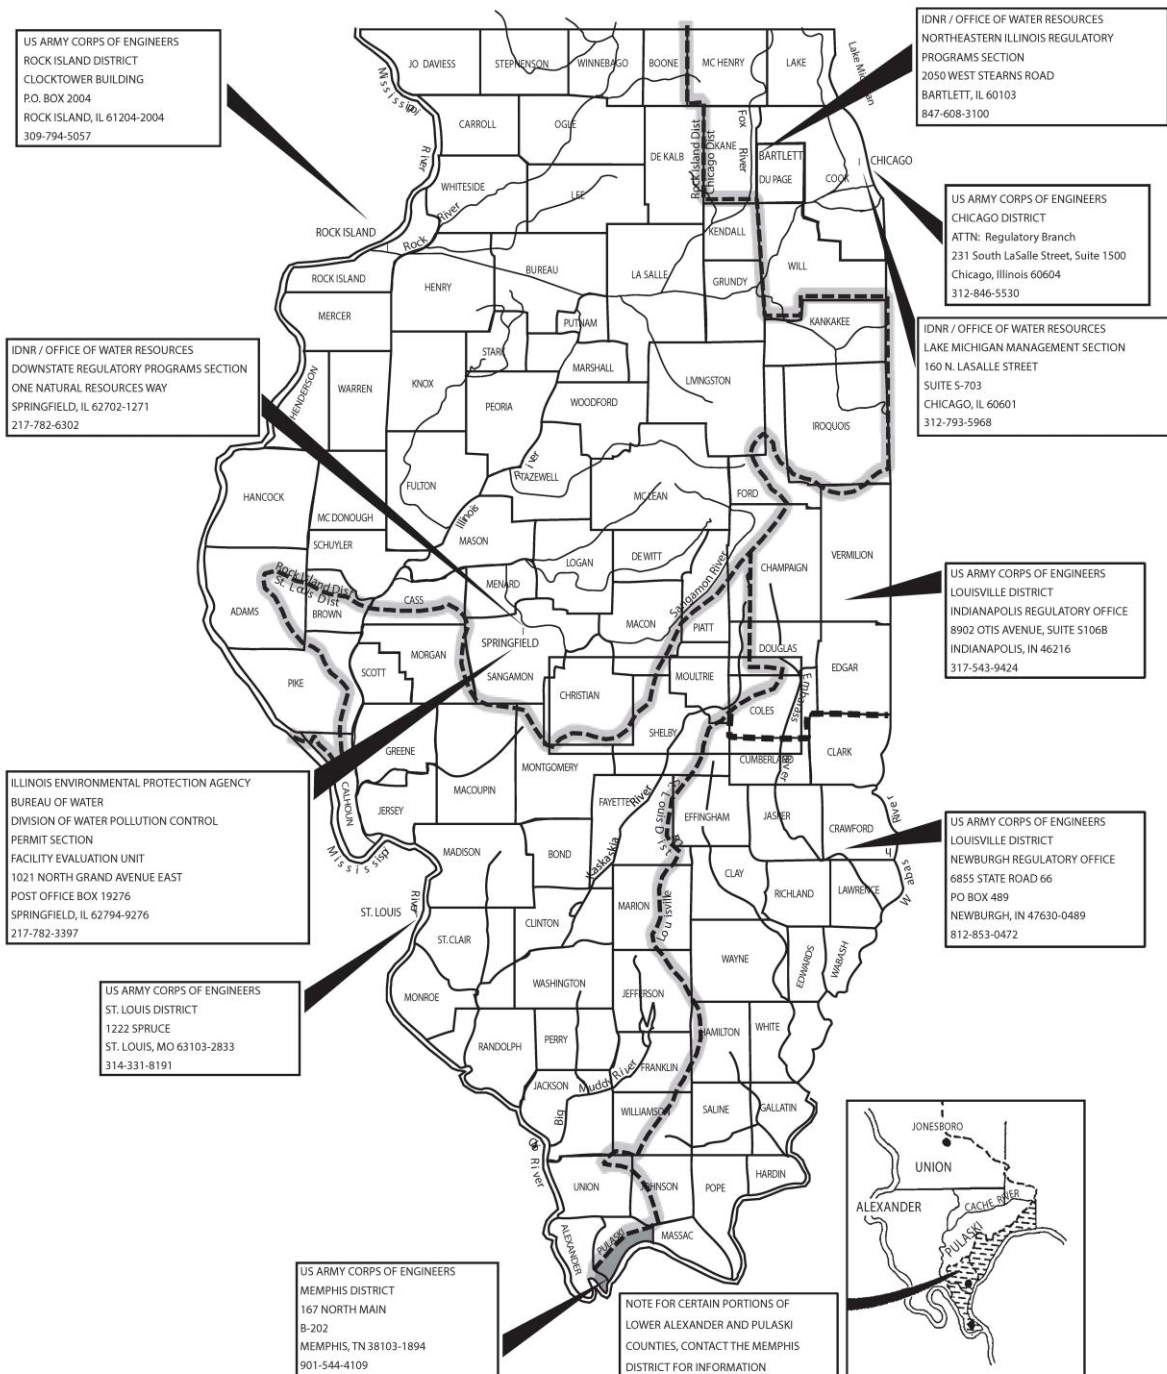 US ARMY CORPS OF ENGINEERS
ROCK ISLAND DISTRICT
CLOCKTOWER BUILDING
P.O. BOX 2004
ROCK ISLAND, IL 61204-2004
309-794-5057
IDNR / OFFICE OF WATER RESOURCES
NORTHEASTERN ILLINOIS REGULATORY
PROGRAMS SECTION
2050 WEST STEARNS ROAD
BARTLETT, IL 60103
847-608-3100
US ARMY CORPS OF ENGINEERS
CHICAGO DISTRICT
ATTN: Regulatory Branch
231 South LaSalle Street, Suite 1500
Chicago, Illinois 60604
312-846-5530
IDNR / OFFICE OF WATER RESOURCES
LAKE MICHIGAN MANAGEMENT SECTION
160 N. LASALLE STREET
SUITE S-703
CHICAGO, IL 60601
312-793-5968
IDNR / OFFICE OF WATER RESOURCES
DOWNSTATE REGULATORY PROGRAMS SECTION
ONE NATURAL RESOURCES WAY
SPRINGFIELD, IL 62702-1271
217-782-6302
US ARMY CORPS OF ENGINEERS
LOUISVILLE DISTRICT
INDIANAPOLIS REGULATORY OFFICE
8902 OTIS AVENUE, SUITE S106B
INDIANAPOLIS, IN 46216
317-543-9424
ILLINOIS ENVIRONMENTAL PROTECTION AGENCY
BUREAU OF WATER
DIVISION OF WATER POLLUTION CONTROL
PERMIT SECTION
FACILITY EVALUATION UNIT
1021 NORTH GRAND AVENUE EAST
POST OFFICE BOX 19276
SPRINGFIELD, IL 62794-9276
217-782-3397
US ARMY CORPS OF ENGINEERS
LOUISVILLE DISTRICT
NEWBURGH REGULATORY OFFICE
6855 STATE ROAD 66
PO BOX 489
NEWBURGH, IN 47630-0489
812-853-0472
US ARMY CORPS OF ENGINEERS
ST. LOUIS DISTRICT
1222 SPRUCE
ST. LOUIS, MO 63103-2833
314-331-8191
US ARMY CORPS OF ENGINEERS
MEMPHIS DISTRICT
167 NORTH MAIN
B-202
MEMPHIS, TN 38103-1894
901-544-4109
NOTE FOR CERTAIN PORTIONS OF
LOWER ALEXANDER AND PULASKI
COUNTIES, CONTACT THE MEMPHIS
DISTRICT FOR INFORMATION
JO DAVIESS
STEPHENSON
WINNEBAGO
BOONE
MC HENRY
LAKE
Lake Michigan
CARROLL
OGLE
DE KALB
KANE
Fox River
Rock Island Dist
Chicago Dist
BARTLETT
DU PAGE
COOK
CHICAGO
WHITESIDE
LEE
Rock River
ROCK ISLAND
ROCK ISLAND
HENRY
BUREAU
LA SALLE
KENDALL
GRUNDY
WILL
KANKAKEE
MERCER
PUTNAM
STARK
MARSHALL
HENDERSON
WARREN
KNOX
PEORIA
WOODFORD
LIVINGSTON
IROQUOIS
HANCOCK
MC DONOUGH
FULTON
Illinois River
TAZEWELL
MC LEAN
FORD
SCHUYLER
MASON
LOGAN
DE WITT
CHAMPAIGN
VERMILION
Rock Island Dist
St. Louis Dist
ADAMS
BROWN
CASS
MENARD
Sangamon River
MACON
PIATT
SPRINGFIELD
MORGAN
SCOTT
SANGAMON
CHRISTIAN
MOULTRIE
DOUGLAS
EDGAR
PIKE
COLES
Embarass River
GREENE
SHELBY
CLARK
MONTGOMERY
MACOUPIN
CALHOUN
JERSEY
FAYETTE
Kaskaskia River
St. Louis Dist
Louisville
EFFINGHAM
JASPER
CRAWFORD
MADISON
BOND
CLAY
RICHLAND
LAWRENCE
ST. LOUIS
River
MARION
CLINTON
ST. CLAIR
WAYNE
EDWARDS
WABASH
WASHINGTON
MONROE
JEFFERSON
HAMILTON
WHITE
RANDOLPH
PERRY
FRANKLIN
Big Muddy River
JACKSON
WILLIAMSON
SALINE
GALLATIN
UNION
JOHNSON
POPE
HARDIN
ALEXANDER
PULASKI
MASSAC
JONESBORO
UNION
ALEXANDER
CACHE RIVER
PULASKI